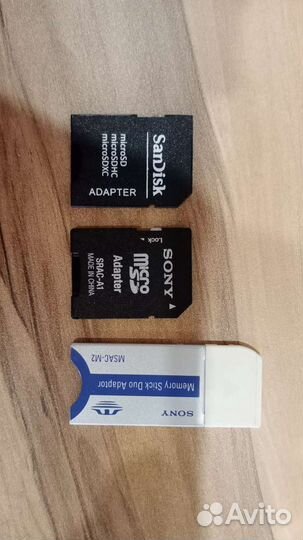 SanDisk
microSD
microSDHC
microSDXC
ADAPTER
Lock
SONY
micro
SD
Adapter
SRAC-A1
MADE IN CHINA
Memory Stick Duo Adaptor
MSAC-M2
SONY
Avito